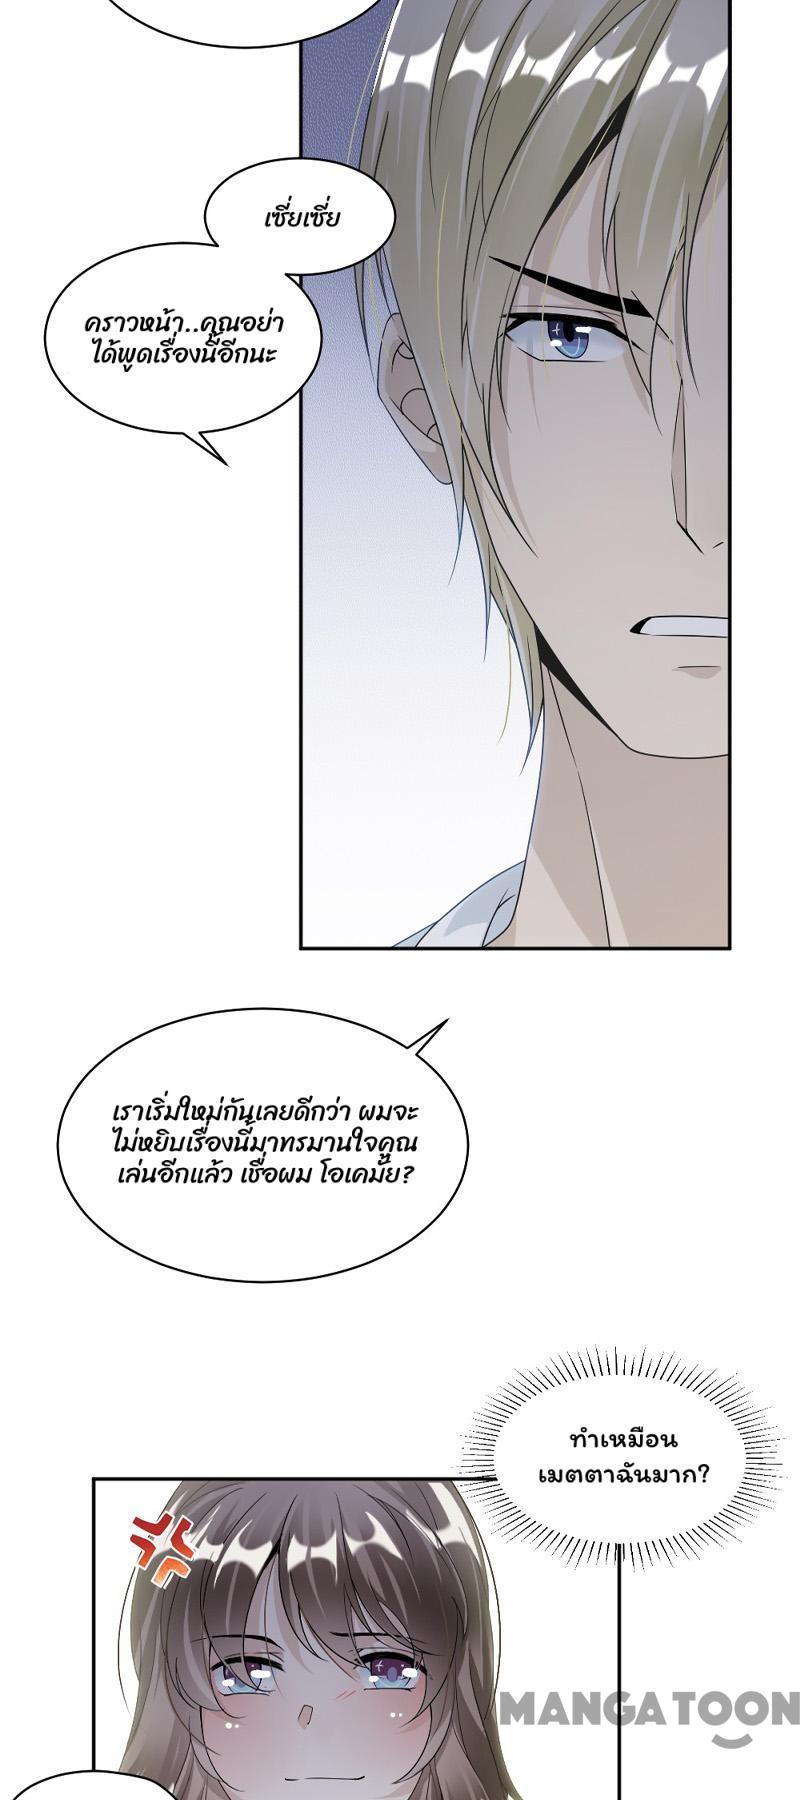 เซี่ยเซี่ย
คราวหน้า..คุณอย่า
ได้พูดเรื่องนี้อีกนะ
เราเริ่มใหม่กันเลยดีกว่า ผมจะ
ไม่หยิบเรื่องนี้มาทรมานใจคุณ
เล่นอีกแล้ว เชื่อผม โอเคมั้ย?
ทำเหมือน
เมตตาฉันมาก?
MANGATOON